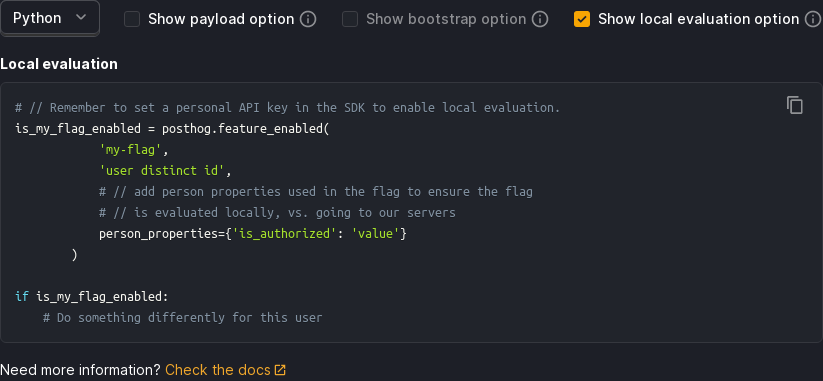 Python Show payload option Show bootstrap option Show local evaluation option
Local evaluation
# // Remember to set a personal API key in the SDK to enable local evaluation.
is_my_flag_enabled = posthog.feature_enabled(
'my-flag',
'user distinct id',
# // add person properties used in the flag to ensure the flag
# // is evaluated locally, vs. going to our servers
person_properties={'is_authorized': 'value'}
)
if is_my_flag_enabled:
# Do something differently for this user
Need more information? Check the docs